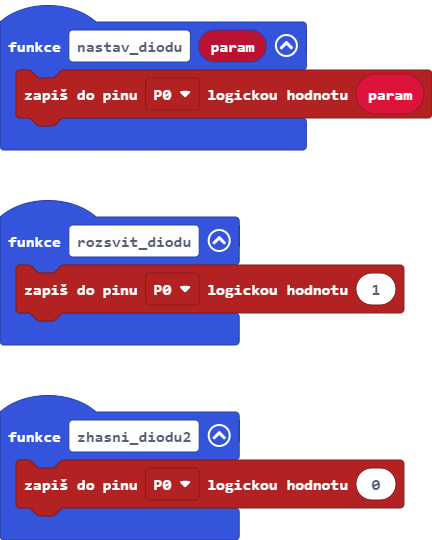 funkce nastav_diodu param
zapiš do pinu P0 logickou hodnotu param
funkce rozsvit_diodu
zapiš do pinu P0 logickou hodnotu 1
funkce zhasni_diodu2
zapiš do pinu P0 logickou hodnotu 0